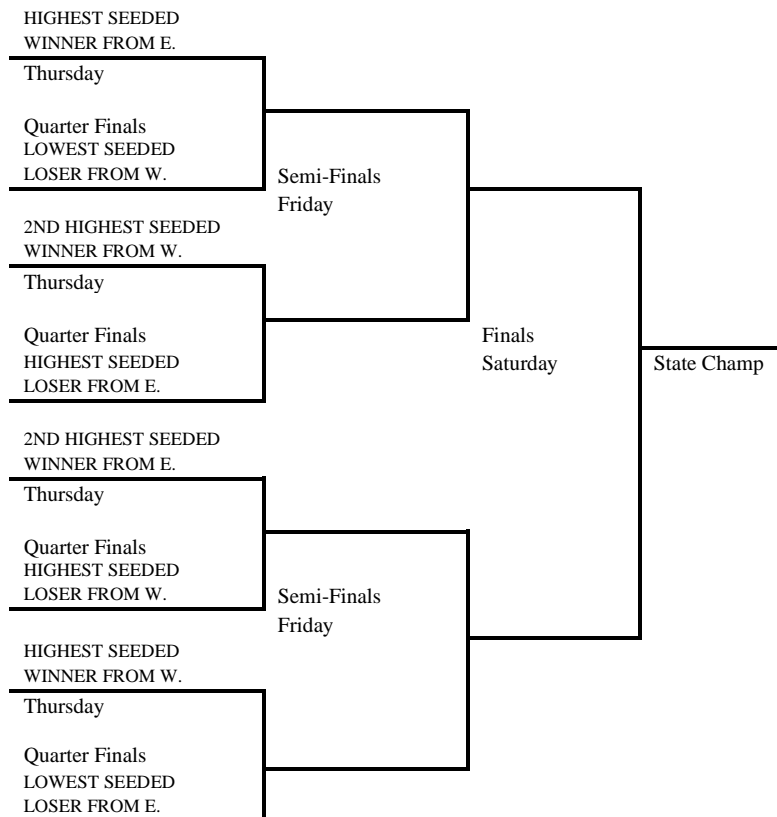 HIGHEST SEEDED
WINNER FROM E.
Thursday
Quarter Finals
LOWEST SEEDED
LOSER FROM W.
Semi-Finals
Friday
2ND HIGHEST SEEDED
WINNER FROM W.
Thursday
Quarter Finals
HIGHEST SEEDED
LOSER FROM E.
Finals
Saturday
State Champ
2ND HIGHEST SEEDED
WINNER FROM E.
Thursday
Quarter Finals
HIGHEST SEEDED
LOSER FROM W.
Semi-Finals
Friday
HIGHEST SEEDED
WINNER FROM W.
Thursday
Quarter Finals
LOWEST SEEDED
LOSER FROM E.